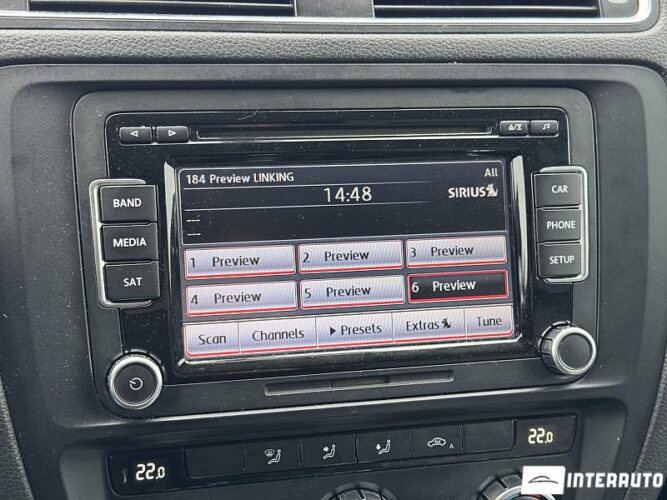 184 Preview LINKING All
14:48 SIRIUS
---
---
BAND
MEDIA
SAT
CAR
PHONE
SETUP
1 Preview 2 Preview 3 Preview
4 Preview 5 Preview 6 Preview
Scan Channels Presets Extras Tune
A
22.0 22.0
INTERAUTO